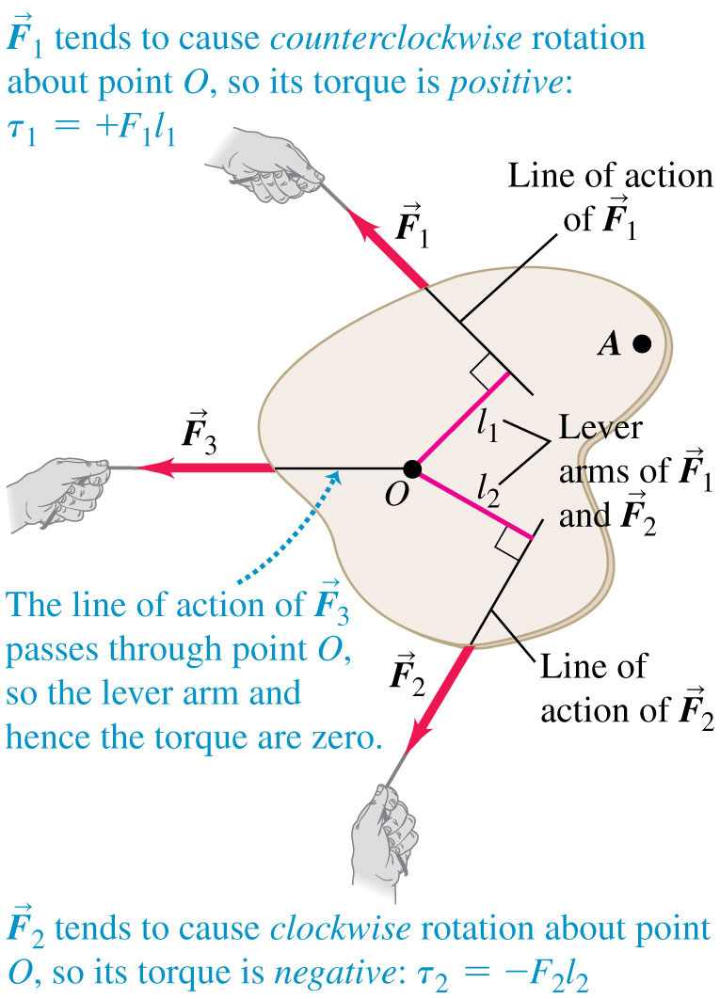 F⃗₁ tends to cause counterclockwise rotation
about point O, so its torque is positive:
τ₁ = +F₁l₁
Line of action
of F⃗₁
F⃗₁
A
F⃗₃
l₁
Lever
arms of F⃗₁
and F⃗₂
O
l₂
The line of action of F⃗₃
passes through point O,
so the lever arm and
hence the torque are zero.
F⃗₂
Line of
action of F⃗₂
F⃗₂ tends to cause clockwise rotation about point
O, so its torque is negative: τ₂ = −F₂l₂